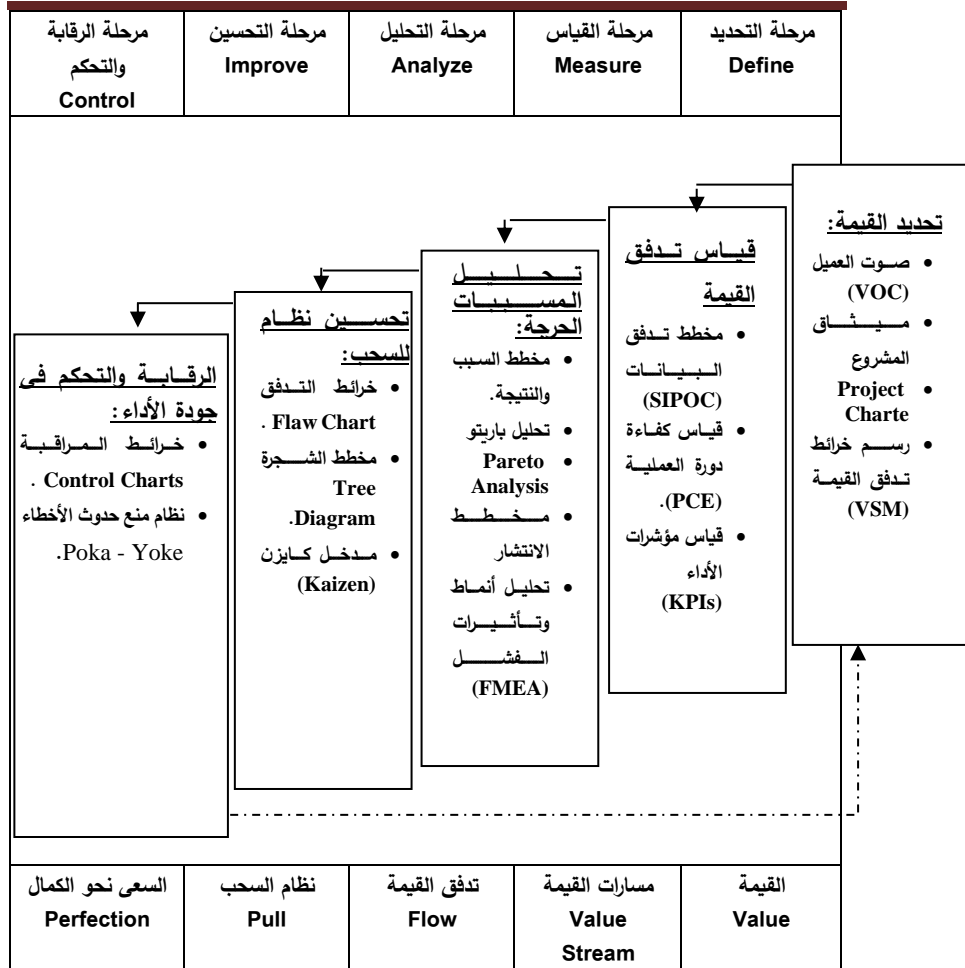 مرحلة التحديد
Define
مرحلة القياس
Measure
مرحلة التحليل
Analyze
مرحلة التحسين
Improve
مرحلة الرقابة
والتحكم
Control
تحديد القيمة:
• صوت العميل
(VOC)
• ميثاق
المشروع
• Project
Charte
• رسم خرائط
تدفق القيمة
(VSM)
قياس تدفق
القيمة
• مخطط تدفق
البيانات
(SIPOC)
• قياس كفاءة
دورة العملية
(PCE).
• قياس مؤشرات
الأداء
(KPIs)
تحليل
المسببات
الحرجة:
• مخطط السبب
والنتيجة.
• تحليل باريتو
• Pareto
Analysis
• مخطط
الانتشار
• تحليل أنماط
وتأثيرات
الفشل
(FMEA)
تحسين نظام
للسحب:
• خرائط التدفق
Flaw Chart .
• مخطط الشجرة
Tree
Diagram.
• مدخل كايزن
(Kaizen)
الرقابة والتحكم فى
جودة الأداء:
• خرائط المراقبة
Control Charts .
• نظام منع حدوث الأخطاء
Poka - Yoke.
القيمة
Value
مسارات القيمة
Value
Stream
تدفق القيمة
Flow
نظام السحب
Pull
السعى نحو الكمال
Perfection